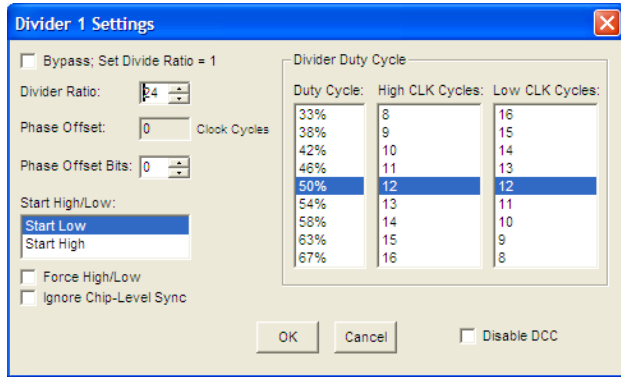 Divider 1 Settings
Bypass; Set Divide Ratio = 1
Divider Ratio: 24
Phase Offset: 0 Clock Cycles
Phase Offset Bits: 0
Start High/Low:
Start Low
Start High
Force High/Low
Ignore Chip-Level Sync
Divider Duty Cycle
Duty Cycle: High CLK Cycles: Low CLK Cycles:
33% 8 16
38% 9 15
42% 10 14
46% 11 13
50% 12 12
54% 13 11
58% 14 10
63% 15 9
67% 16 8
OK Cancel Disable DCC